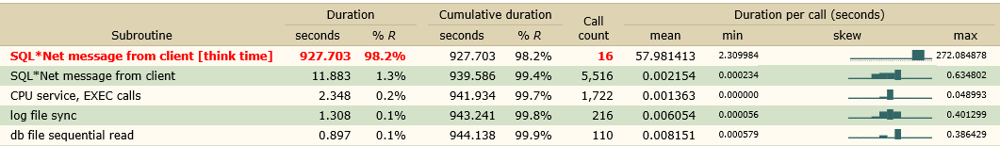 Duration Cumulative duration Call Duration per call (seconds)
Subroutine seconds % R seconds % R count mean min skew max
SQL*Net message from client [think time] 927.703 98.2% 927.703 98.2% 16 57.981413 2.309984 272.084878
SQL*Net message from client 11.883 1.3% 939.586 99.4% 5,516 0.002154 0.000234 0.634802
CPU service, EXEC calls 2.348 0.2% 941.934 99.7% 1,722 0.001363 0.000000 0.048993
log file sync 1.308 0.1% 943.241 99.8% 216 0.006054 0.000056 0.401299
db file sequential read 0.897 0.1% 944.138 99.9% 110 0.008151 0.000579 0.386429